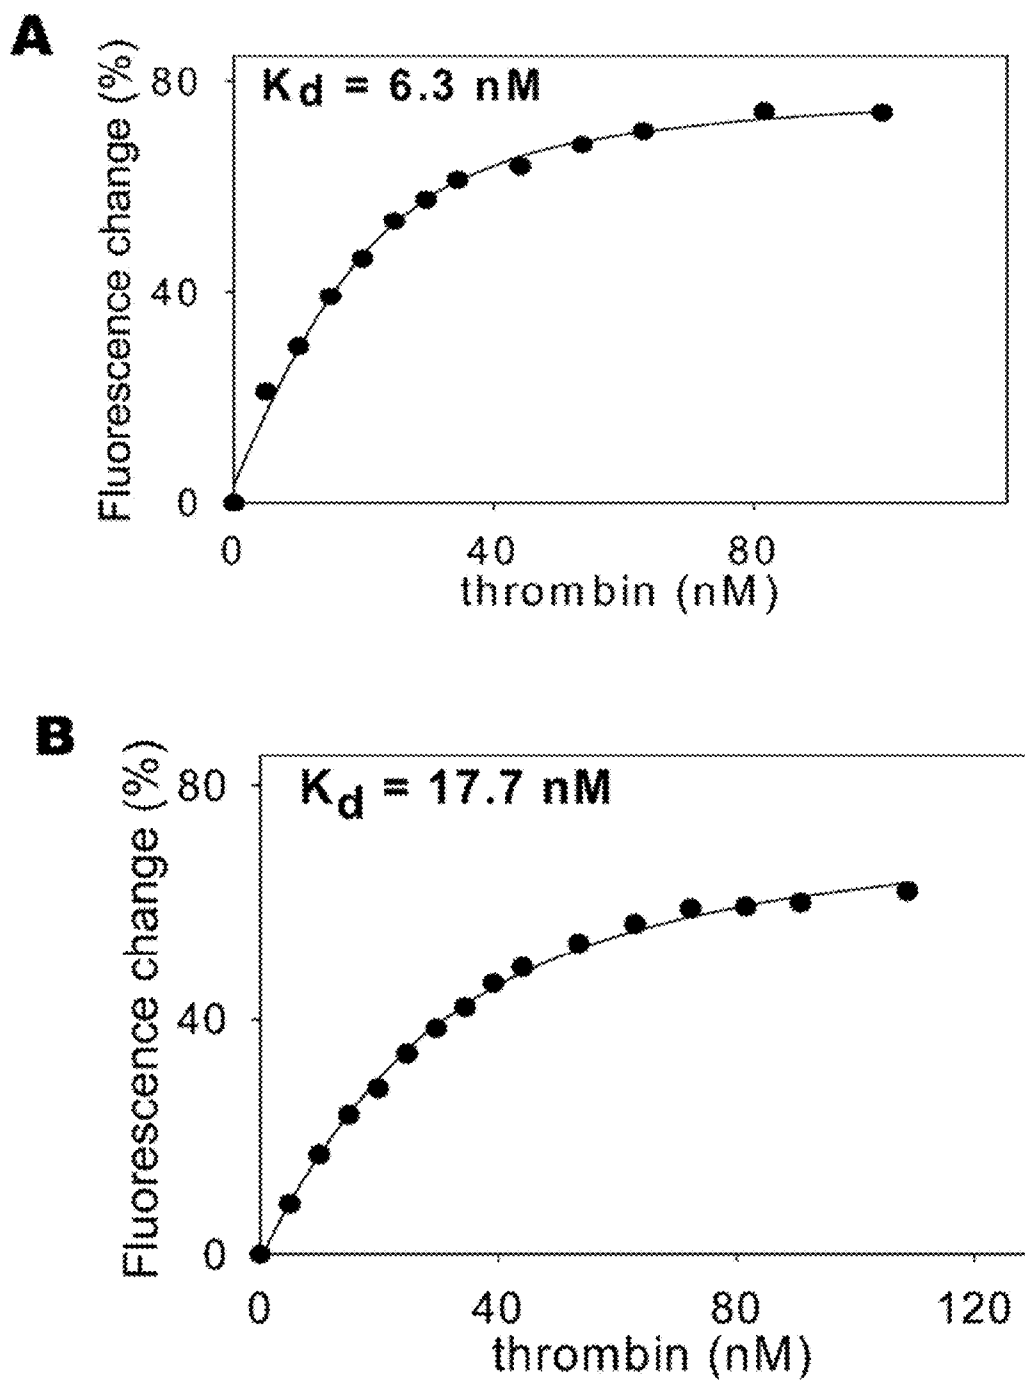 A
Fluorescence change (%)
80
40
0
Kd = 6.3 nM
0 40 80
thrombin (nM)
B
Fluorescence change (%)
80
40
0
Kd = 17.7 nM
0 40 80 120
thrombin (nM)